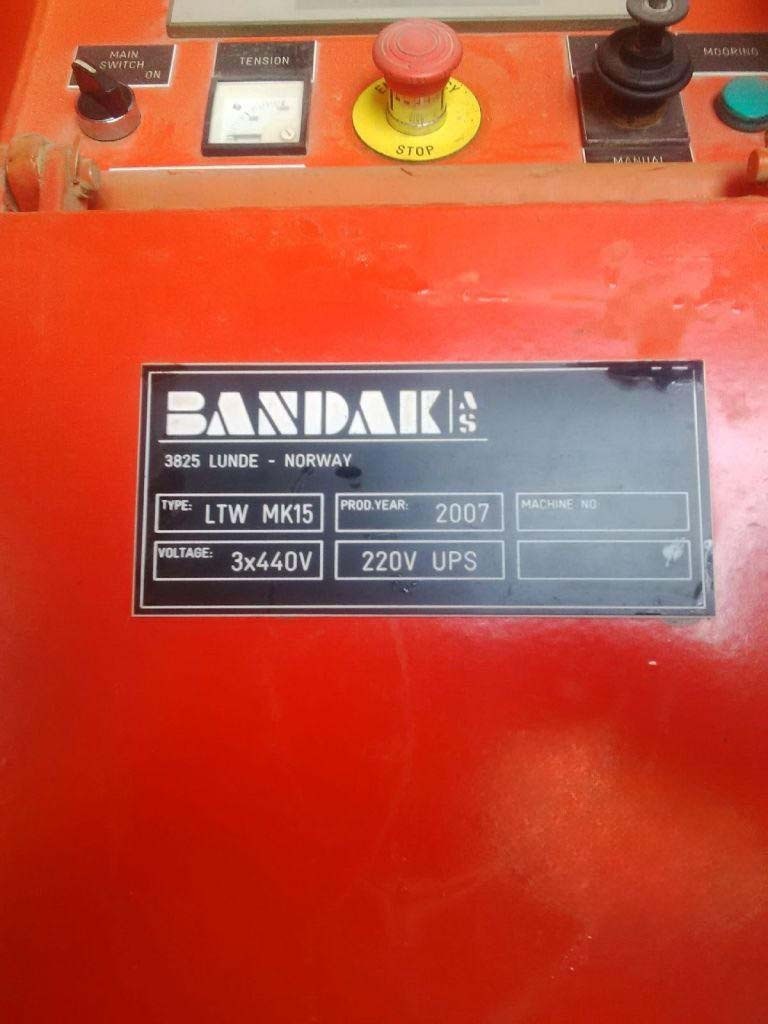 MAIN
SWITCH
ON
TENSION
MOORING
STOP
MANUAL
BANDAK AS
3825 LUNDE - NORWAY
TYPE: LTW MK15
PROD.YEAR: 2007
MACHINE NO
VOLTAGE: 3x440V
220V UPS